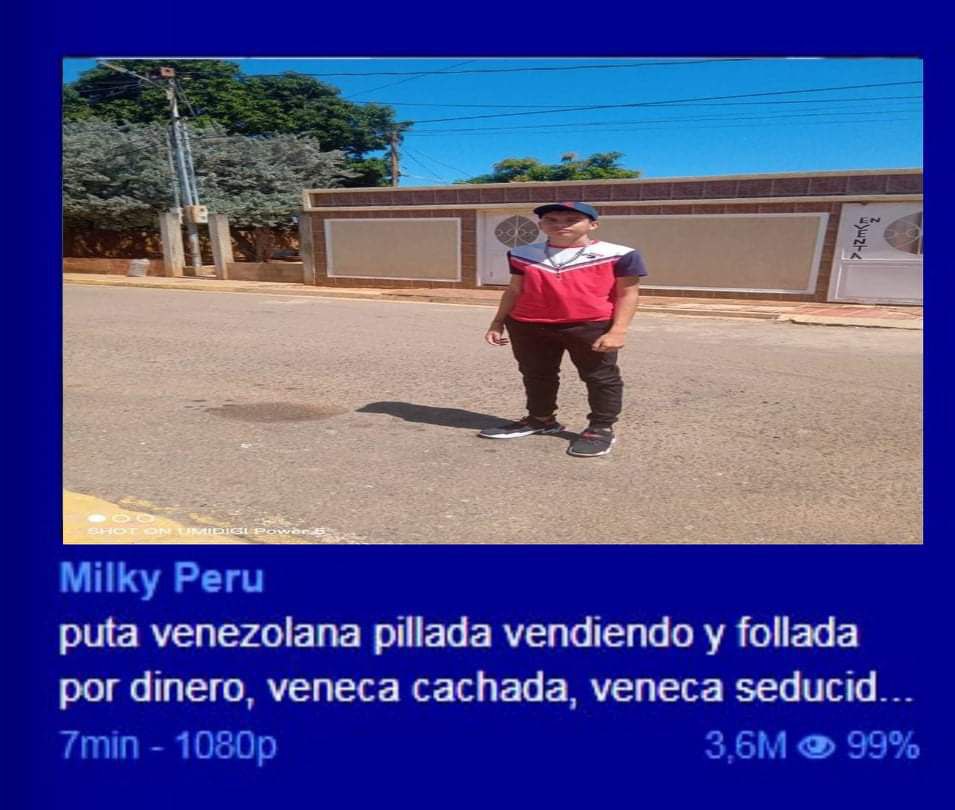 EN
VENTA
SHOT ON UMIDIGI Power 5
Milky Peru
puta venezolana pillada vendiendo y follada
por dinero, veneca cachada, veneca seducid...
7min - 1080p
3,6M 99%